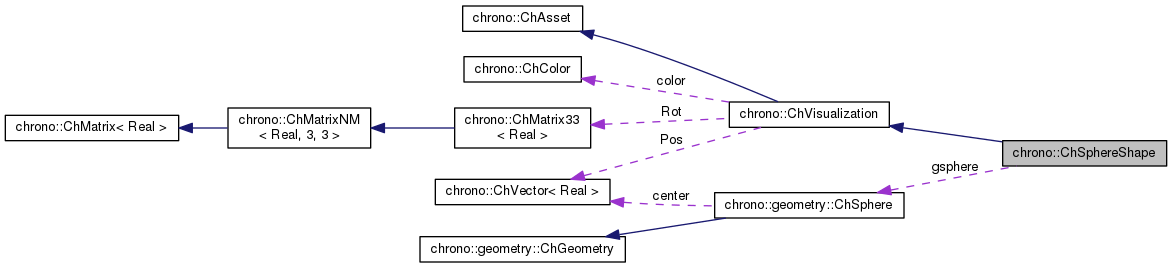 chrono::ChAsset
chrono::ChColor
color
chrono::ChMatrix< Real >
chrono::ChMatrixNM
< Real, 3, 3 >
chrono::ChMatrix33
< Real >
Rot
chrono::ChVisualization
Pos
chrono::ChSphereShape
gsphere
chrono::ChVector< Real >
center
chrono::geometry::ChSphere
chrono::geometry::ChGeometry